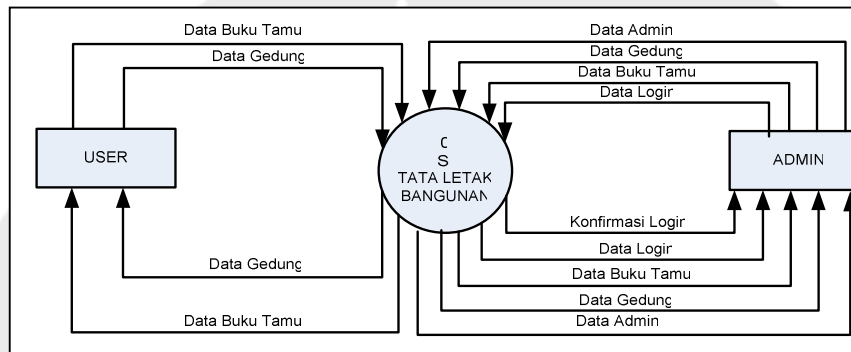 Data Buku Tamu
Data Gedung
Data Admin
Data Gedung
Data Buku Tamu
Data Login
USER
0
S
TATA LETAK
BANGUNAN
ADMIN
Konfirmasi Login
Data Login
Data Buku Tamu
Data Gedung
Data Admin
Data Gedung
Data Buku Tamu